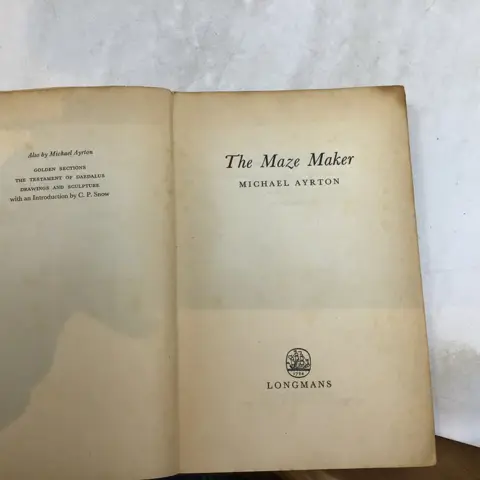 Also by Michael Ayrton
GOLDEN SECTIONS
THE TESTAMENT OF DAEDALUS
DRAWINGS AND SCULPTURE
with an Introduction by C. P. Snow
The Maze Maker
MICHAEL AYRTON
1724
LONGMANS